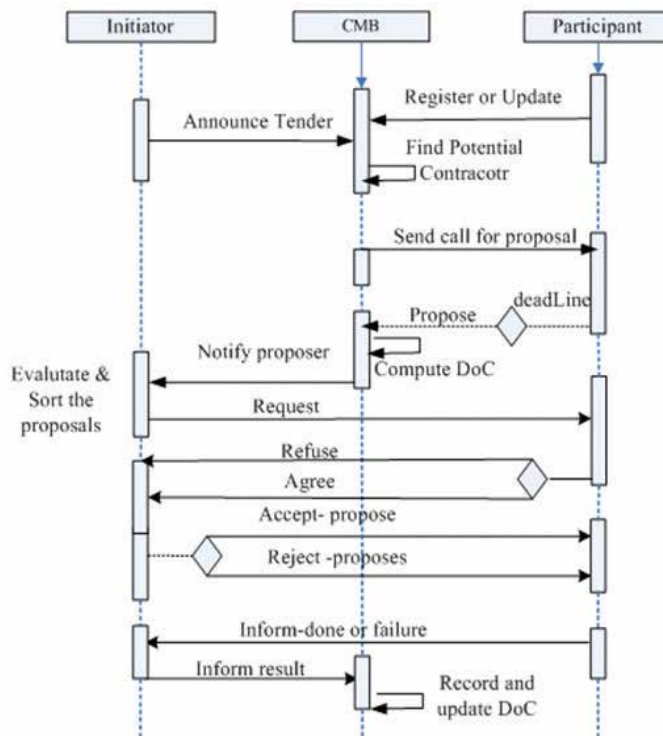 Initiator
CMB
Participant
Register or Update
Announce Tender
Find Potential
Contracotr
Send call for proposal
deadLine
Propose
Notify proposer
Compute DoC
Evalutate &
Sort the
proposals
Request
Refuse
Agree
Accept- propose
Reject -proposes
Inform-done or failure
Inform result
Record and
update DoC